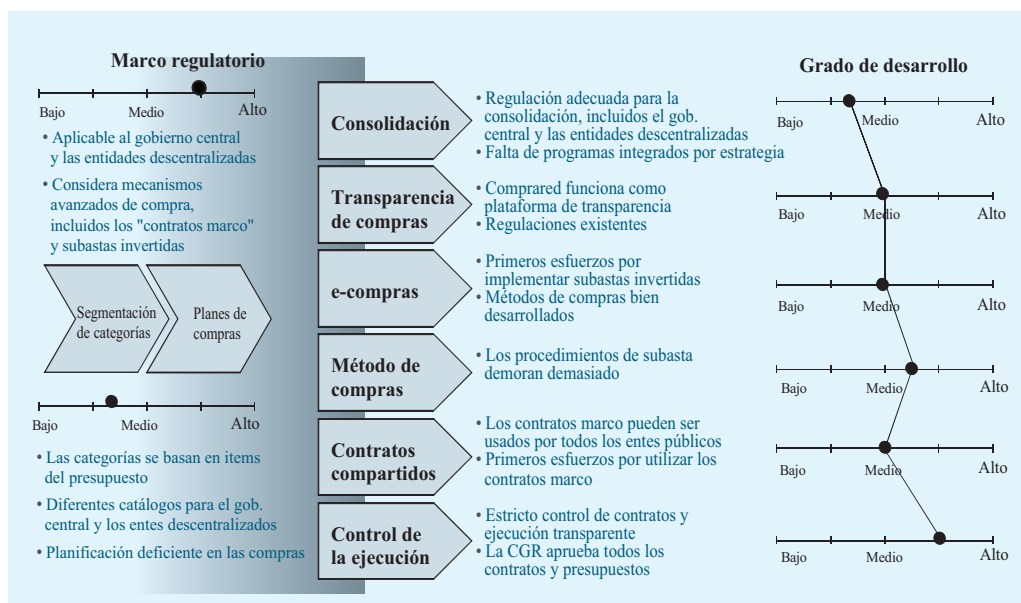 Marco regulatorio
Bajo Medio Alto
• Aplicable al gobierno central
y las entidades descentralizadas
• Considera mecanismos
avanzados de compra,
incluidos los "contratos marco"
y subastas invertidas
Segmentación
de categorías
Planes de
compras
Bajo Medio Alto
• Las categorías se basan en items
del presupuesto
• Diferentes catálogos para el gob.
central y los entes descentralizados
• Planificación deficiente en las compras
Consolidación
• Regulación adecuada para la
consolidación, incluidos el gob.
central y las entidades descentralizadas
• Falta de programas integrados por estrategia
Transparencia
de compras
• Comprared funciona como
plataforma de transparencia
• Regulaciones existentes
e-compras
• Primeros esfuerzos por
implementar subastas invertidas
• Métodos de compras bien
desarrollados
Método de
compras
• Los procedimientos de subasta
demoran demasiado
Contratos
compartidos
• Los contratos marco pueden ser
usados por todos los entes públicos
• Primeros esfuerzos por utilizar los
contratos marco
Control de
la ejecución
• Estricto control de contratos y
ejecución transparente
• La CGR aprueba todos los
contratos y presupuestos
Grado de desarrollo
Bajo Medio Alto
Bajo Medio Alto
Bajo Medio Alto
Bajo Medio Alto
Bajo Medio Alto
Bajo Medio Alto